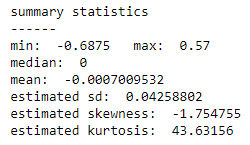 summary statistics
------
min:  -0.6875   max:  0.57
median:  0
mean:  -0.0007009532
estimated sd:  0.04258802
estimated skewness:  -1.754755
estimated kurtosis:  43.63156